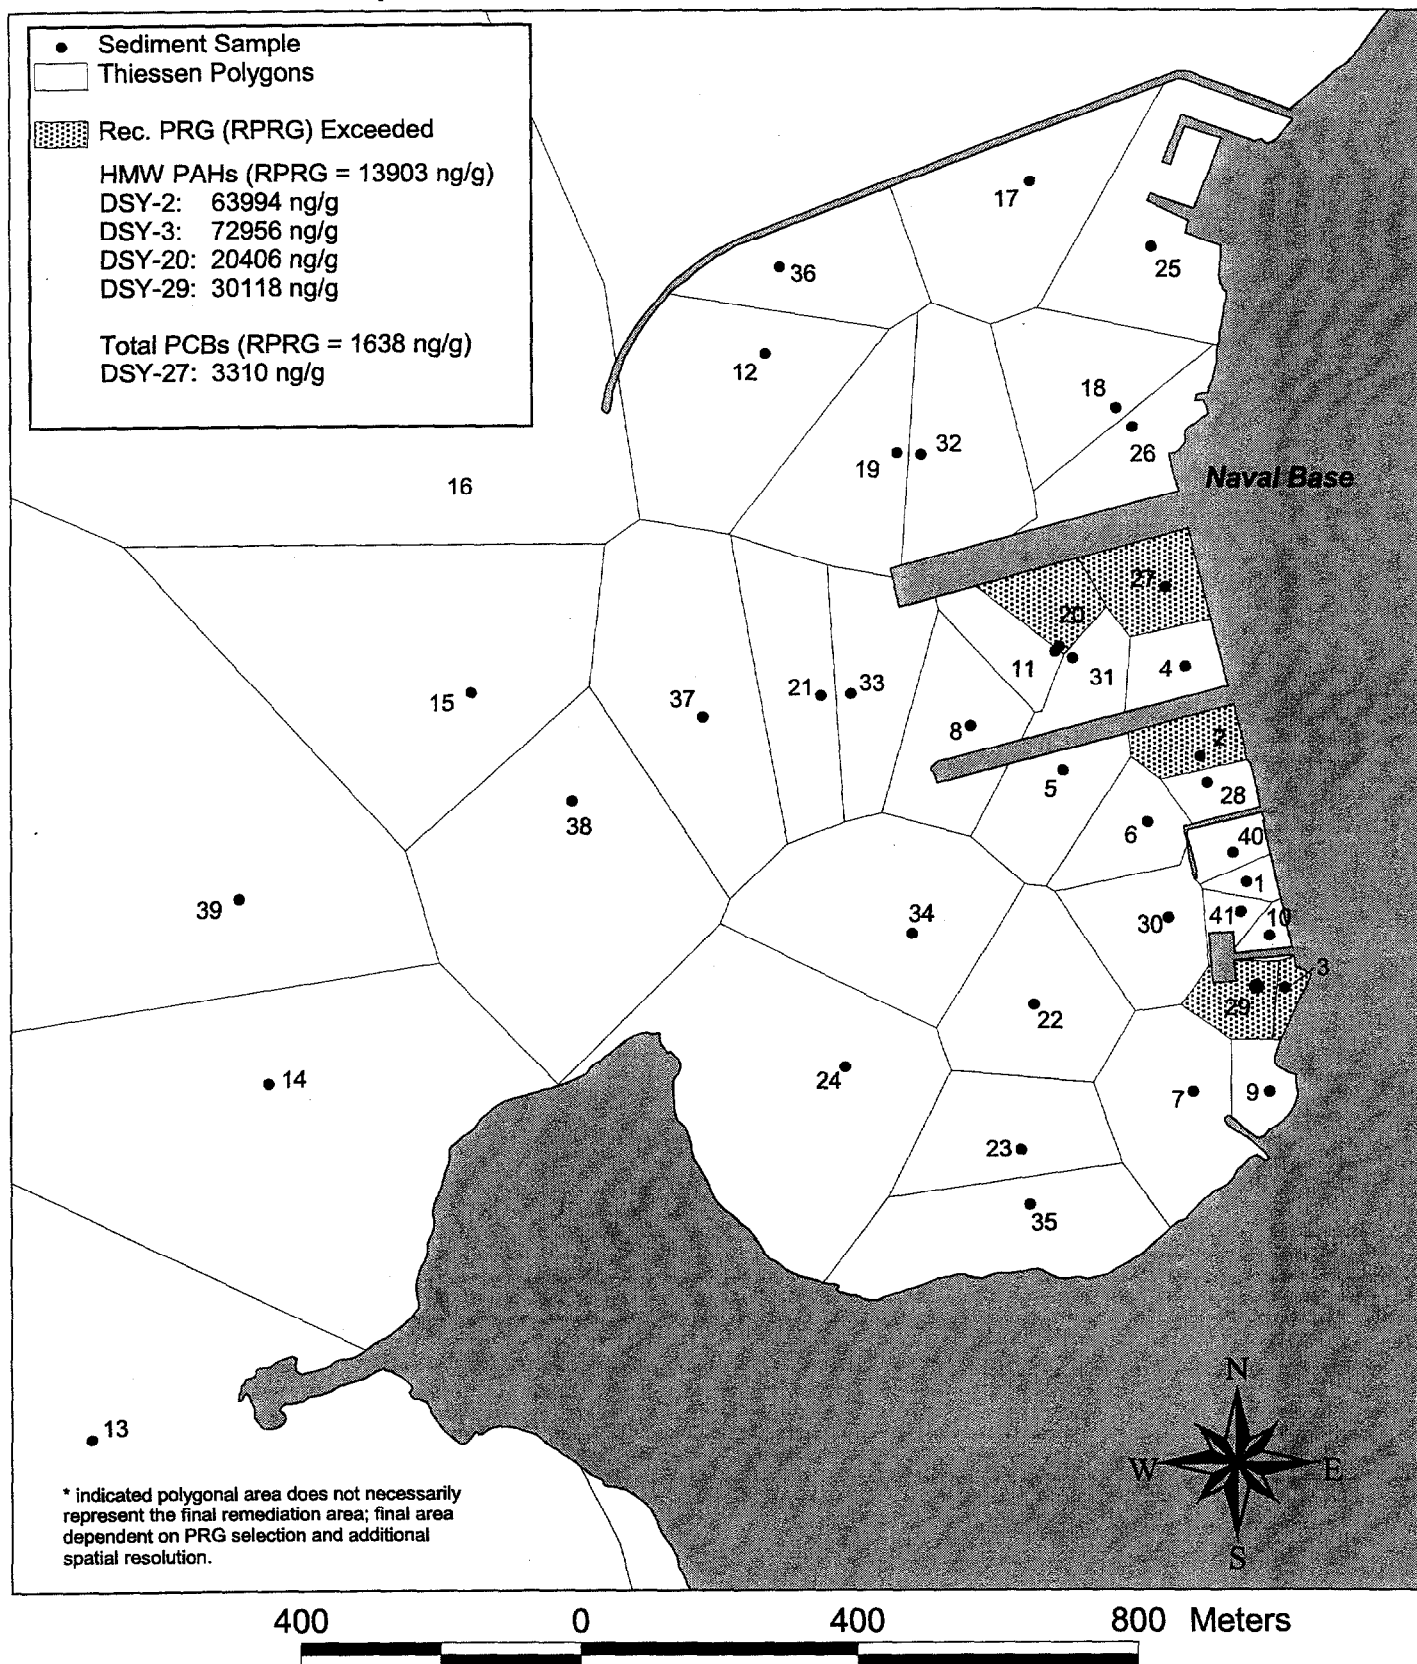 Sediment Sample
Thiessen Polygons
Rec. PRG (RPRG) Exceeded
HMW PAHs (RPRG = 13903 ng/g)
DSY-2: 63994 ng/g
DSY-3: 72956 ng/g
DSY-20: 20406 ng/g
DSY-29: 30118 ng/g
Total PCBs (RPRG = 1638 ng/g)
DSY-27: 3310 ng/g
17
25
36
12
18
19
32
26
16
Naval Base
27
20
11
31
4
15
37
21
33
8
2
5
28
38
6
40
1
39
34
30
41
10
3
29
22
14
24
7
9
23
35
13
N
W
E
S
* indicated polygonal area does not necessarily
represent the final remediation area; final area
dependent on PRG selection and additional
spatial resolution.
400 0 400 800 Meters